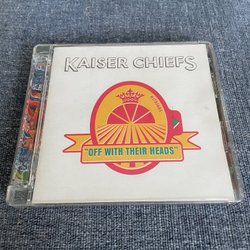 KAISER CHIEFS
"OFF WITH THEIR HEADS"